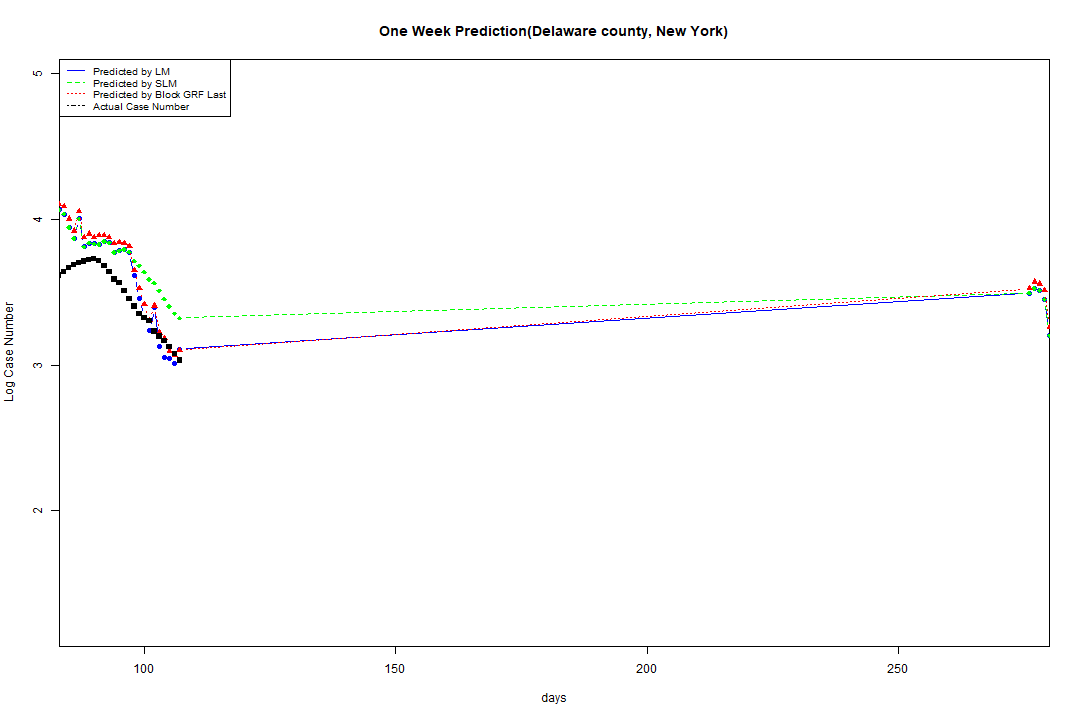 One Week Prediction(Delaware county, New York)
Predicted by LM
Predicted by SLM
Predicted by Block GRF Last
Actual Case Number
5
4
3
2
Log Case Number
100
150
200
250
days